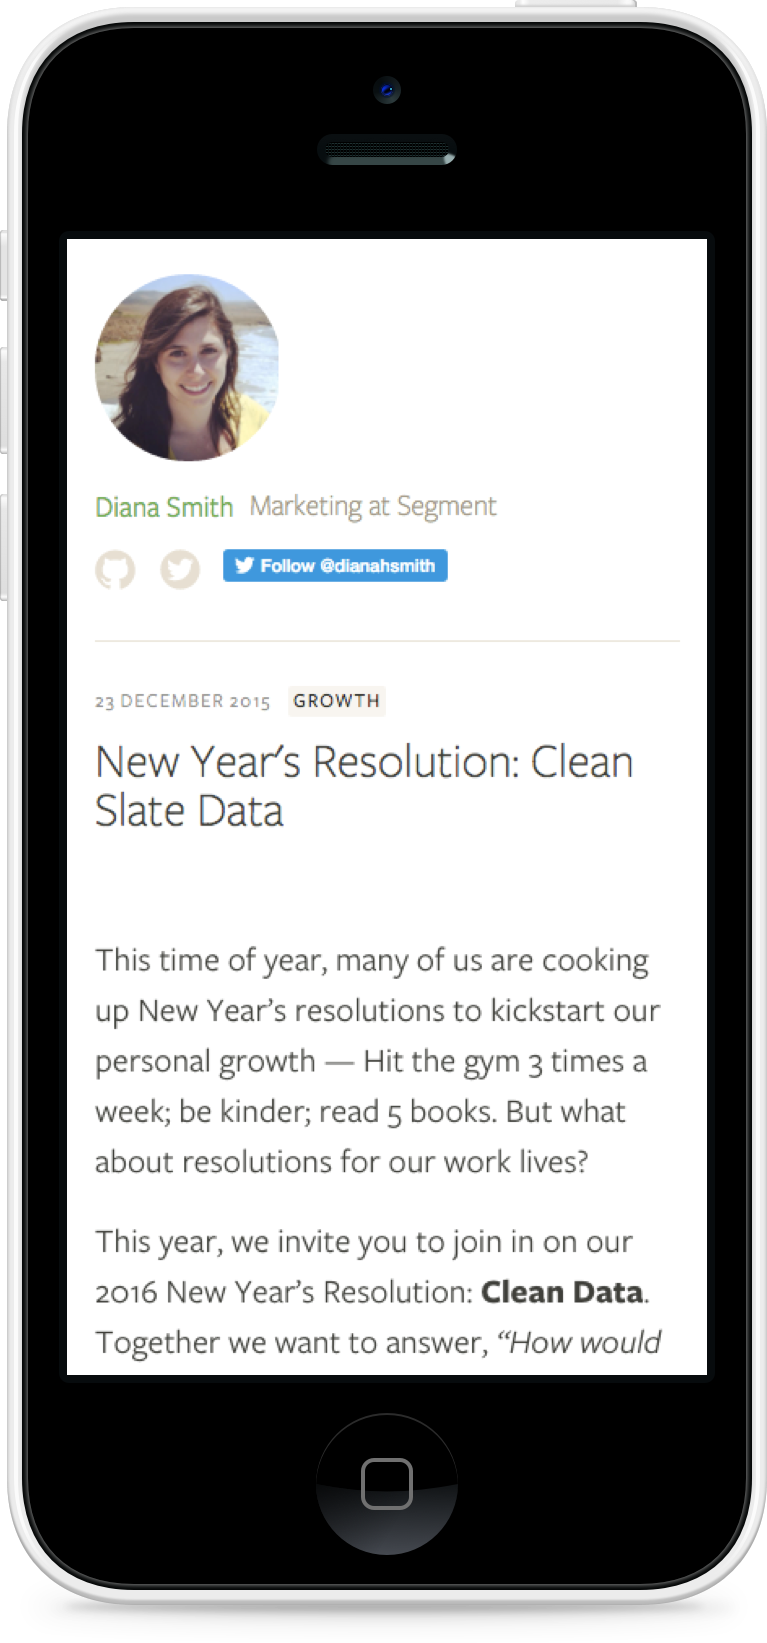 Diana Smith Marketing at Segment
Follow @dianahsmith
23 DECEMBER 2015 GROWTH
New Year's Resolution: Clean
Slate Data
This time of year, many of us are cooking
up New Year’s resolutions to kickstart our
personal growth — Hit the gym 3 times a
week; be kinder; read 5 books. But what
about resolutions for our work lives?
This year, we invite you to join in on our
2016 New Year’s Resolution: Clean Data.
Together we want to answer, “How would